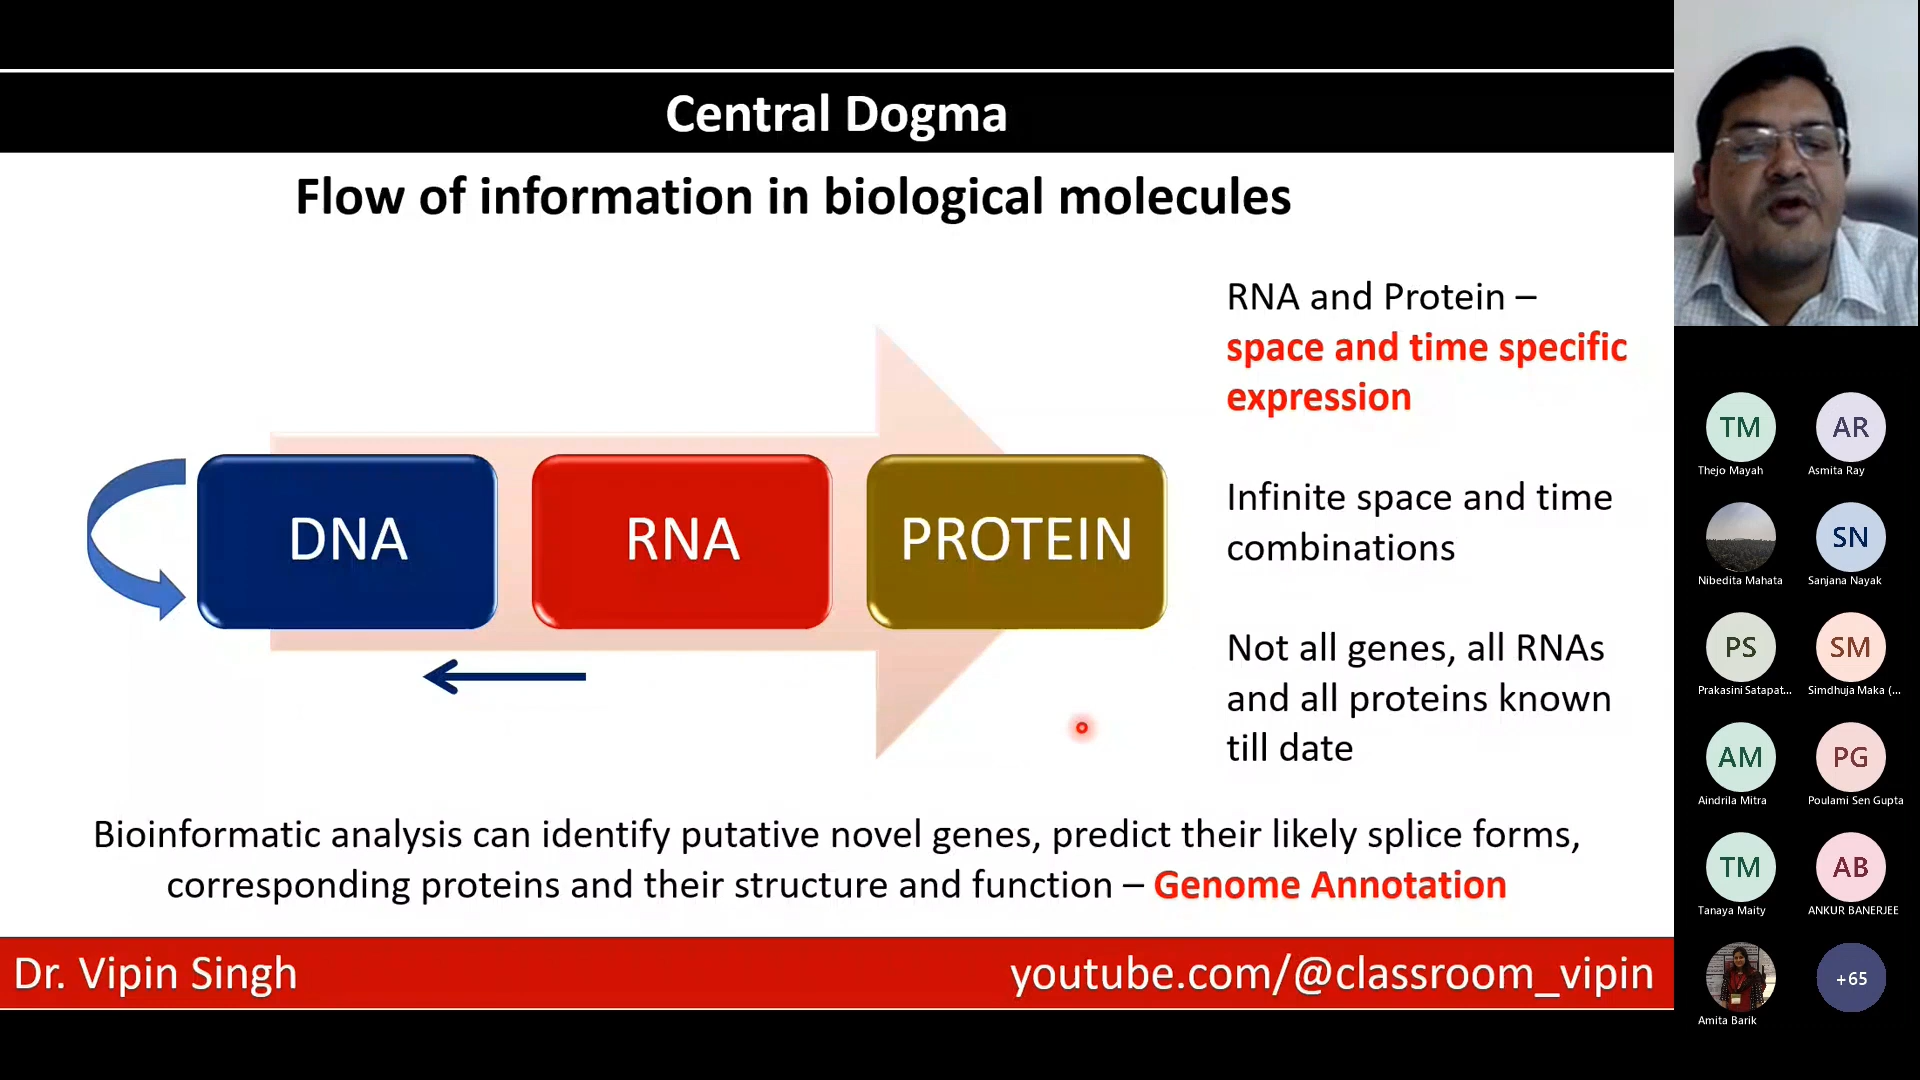 Central Dogma
Flow of information in biological molecules
RNA and Protein –
space and time specific
expression
Infinite space and time
combinations
Not all genes, all RNAs
and all proteins known
till date
DNA
RNA
PROTEIN
Bioinformatic analysis can identify putative novel genes, predict their likely splice forms,
corresponding proteins and their structure and function – Genome Annotation
Dr. Vipin Singh
youtube.com/@classroom_vipin
TM
AR
Thejo Mayah
Asmita Ray
SN
Nibedita Mahata
Sanjana Nayak
PS
SM
Prakasini Satapat...
Simdhuja Maka (...
AM
PG
Aindrila Mitra
Poulami Sen Gupta
TM
AB
Tanaya Maity
ANKUR BANERJEE
+65
Amita Barik